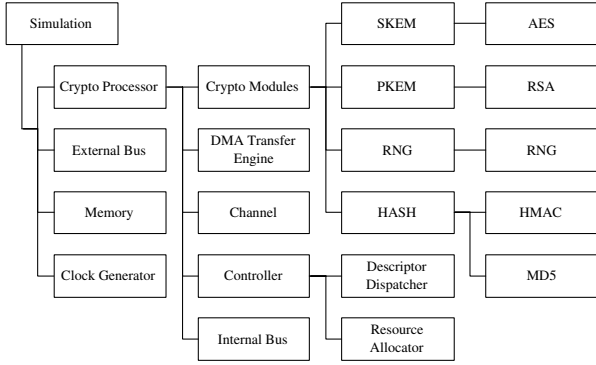 Simulation
SKEM
AES
Crypto Processor
Crypto Modules
PKEM
RSA
External Bus
DMA Transfer
Engine
RNG
RNG
Memory
Channel
HASH
HMAC
Clock Generator
Controller
Descriptor
Dispatcher
MD5
Internal Bus
Resource
Allocator